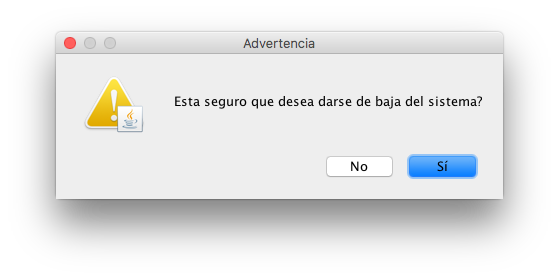 Advertencia
Esta seguro que desea darse de baja del sistema?
No
Sí